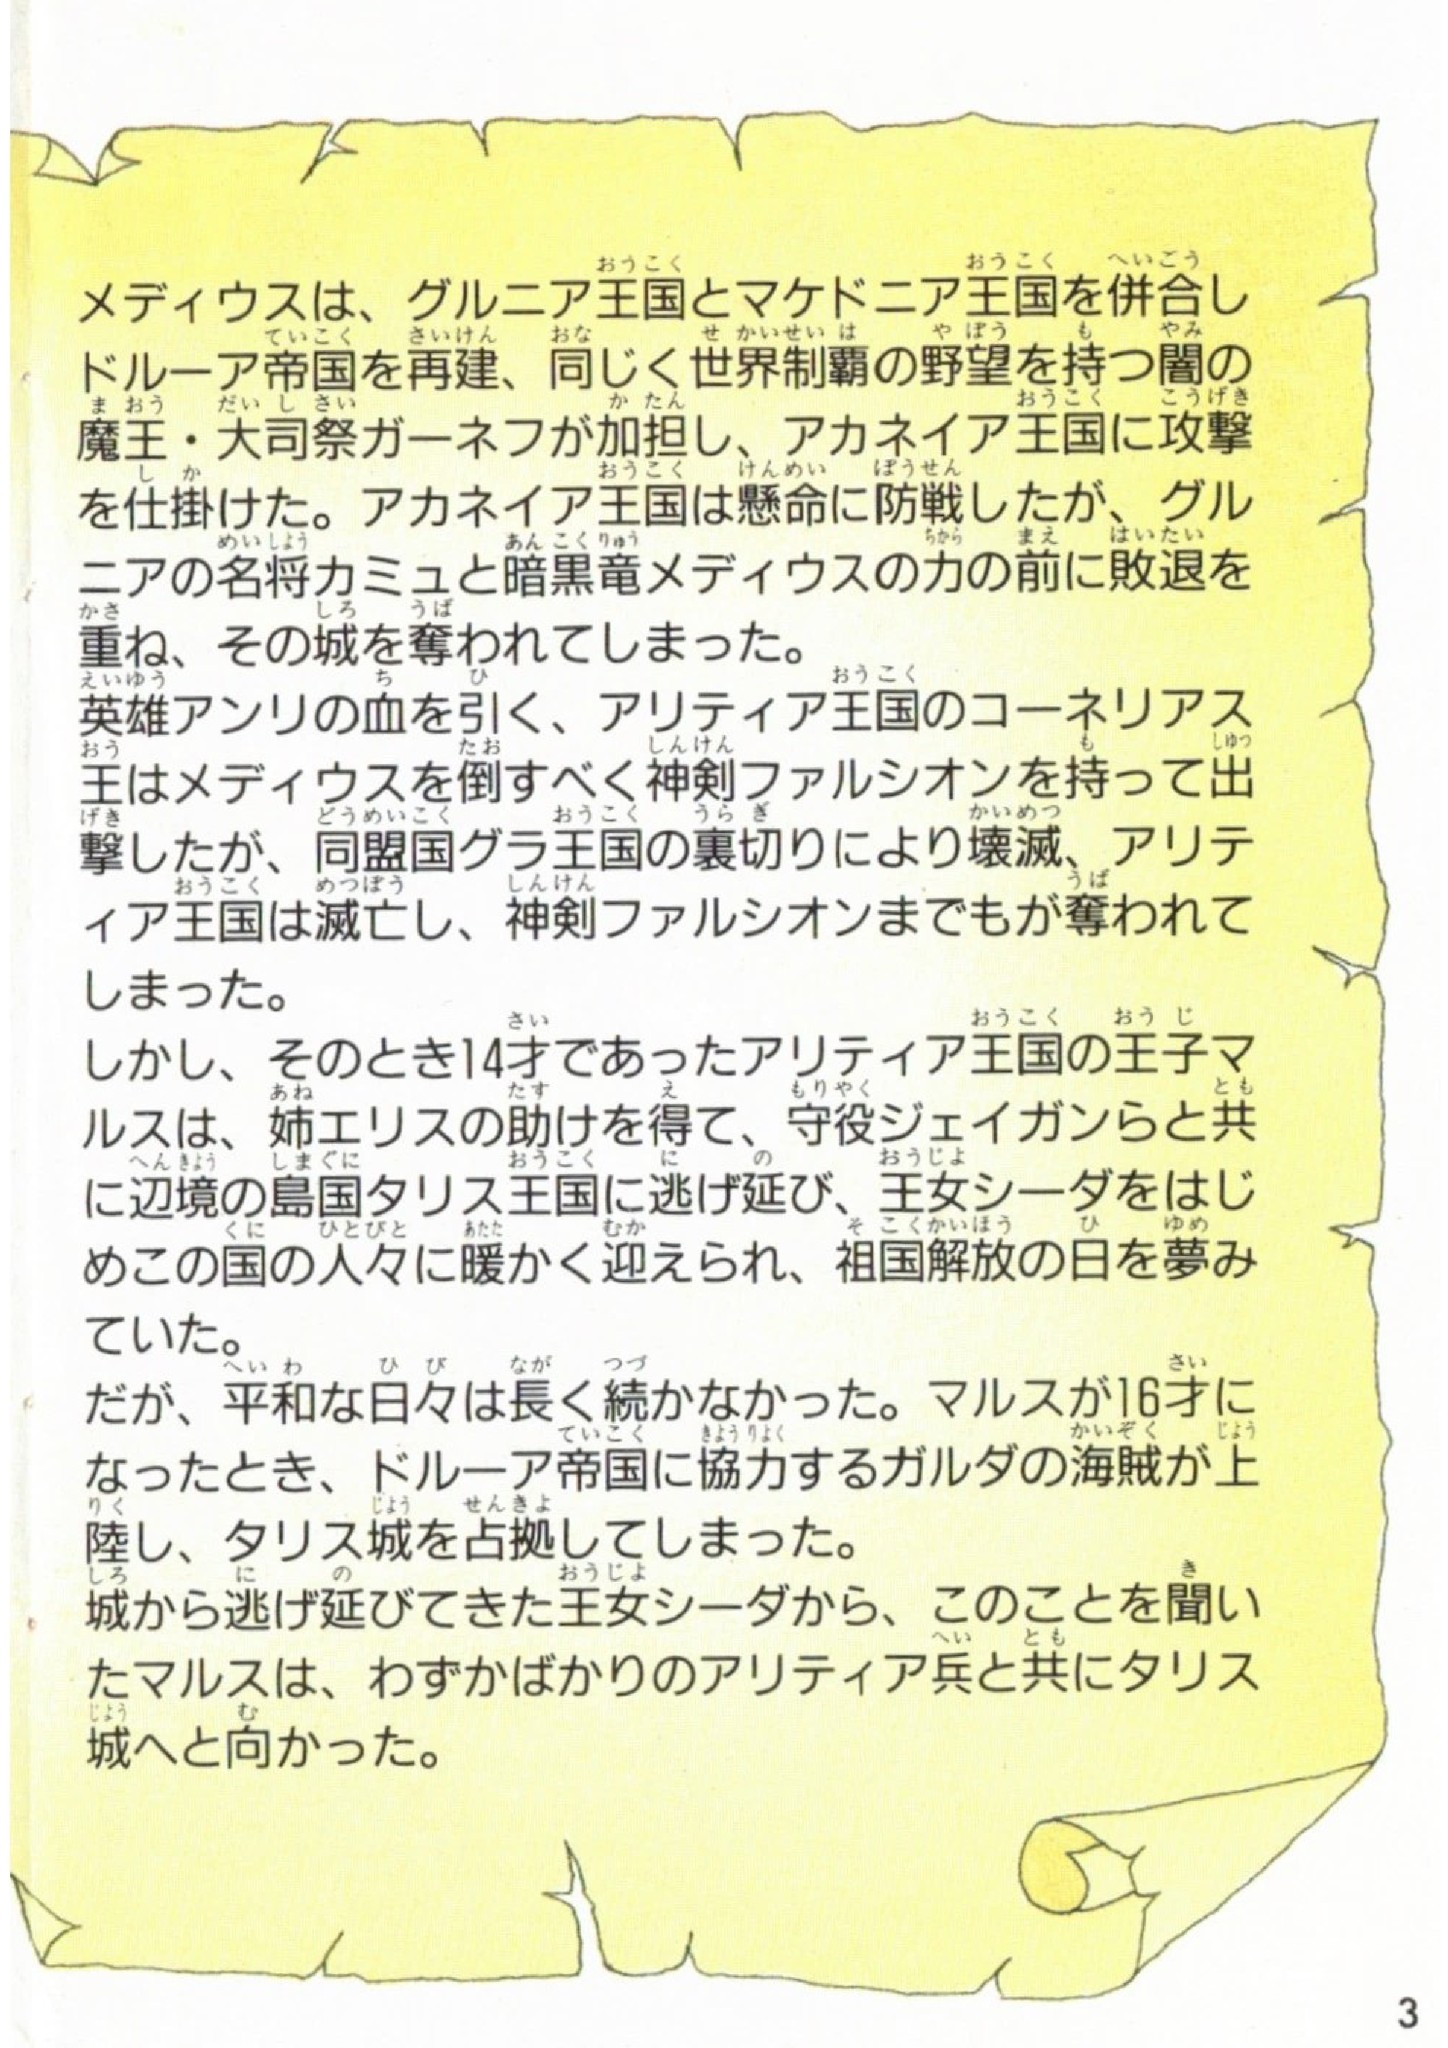 メディウスは、グルニア王国とマケドニア王国を併合し
ドルーア帝国を再建、同じく世界制覇の野望を持つ闇の
魔王・大司祭ガーネフが加担し、アカネイア王国に攻撃
を仕掛けた。アカネイア王国は懸命に防戦したが、グル
ニアの名将カミュと暗黒竜メディウスの力の前に敗退を
重ね、その城を奪われてしまった。
英雄アンリの血を引く、アリティア王国のコーネリアス
王はメディウスを倒すべく神剣ファルシオンを持って出
撃したが、同盟国グラ王国の裏切りにより壊滅、アリテ
ィア王国は滅亡し、神剣ファルシオンまでもが奪われて
しまった。
しかし、そのとき14才であったアリティア王国の王子マ
ルスは、姉エリスの助けを得て、守役ジェイガンらと共
に辺境の島国タリス王国に逃げ延び、王女シーダをはじ
めこの国の人々に暖かく迎えられ、祖国解放の日を夢み
ていた。
だが、平和な日々は長く続かなかった。マルスが16才に
なったとき、ドルーア帝国に協力するガルダの海賊が上
陸し、タリス城を占拠してしまった。
城から逃げ延びてきた王女シーダから、このことを聞い
たマルスは、わずかばかりのアリティア兵と共にタリス
城へと向かった。
3